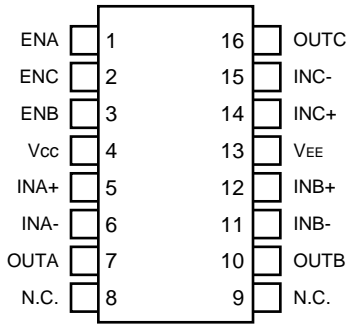 ENA 1 16 OUTC
ENC 2 15 INC-
ENB 3 14 INC+
Vcc 4 13 VEE
INA+ 5 12 INB+
INA- 6 11 INB-
OUTA 7 10 OUTB
N.C. 8 9 N.C.